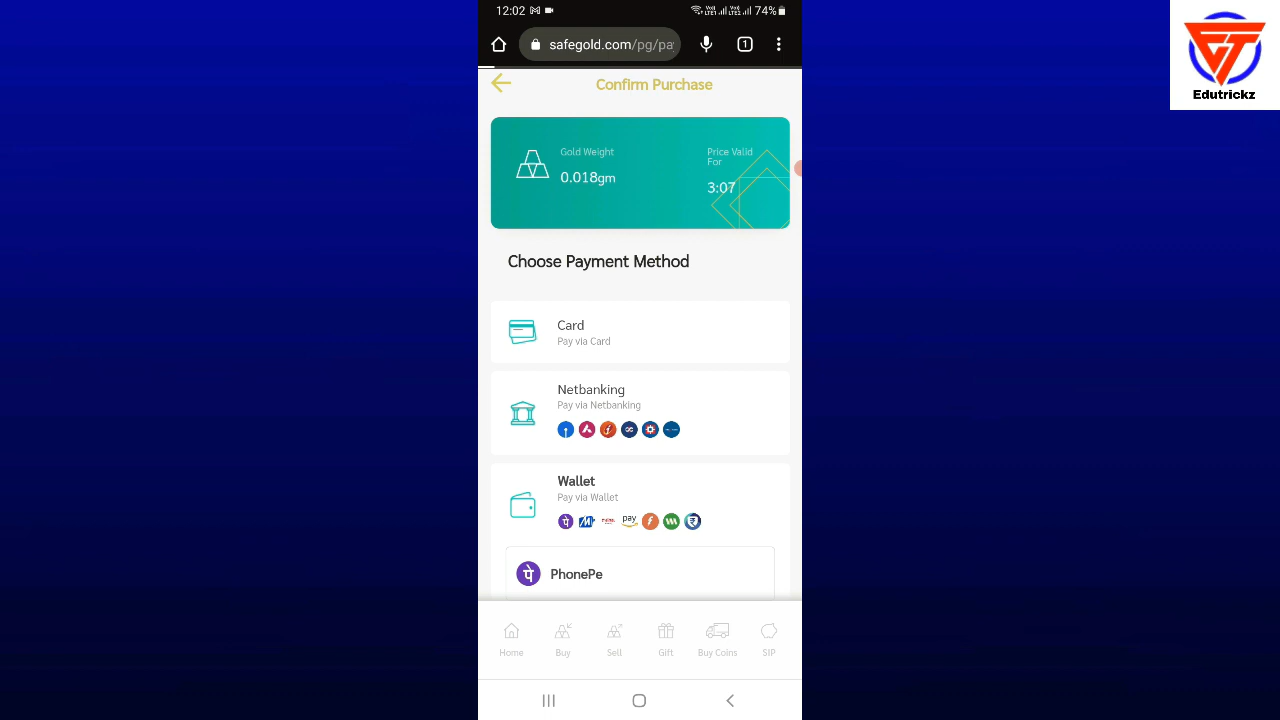 12:02
74%
safegold.com/pg/pa
1
Edutrickz
Confirm Purchase
Gold Weight
0.018gm
Price Valid
For
3:07
Choose Payment Method
Card
Pay via Card
Netbanking
Pay via Netbanking
Wallet
Pay via Wallet
pay
PhonePe
Home
Buy
Sell
Gift
Buy Coins
SIP